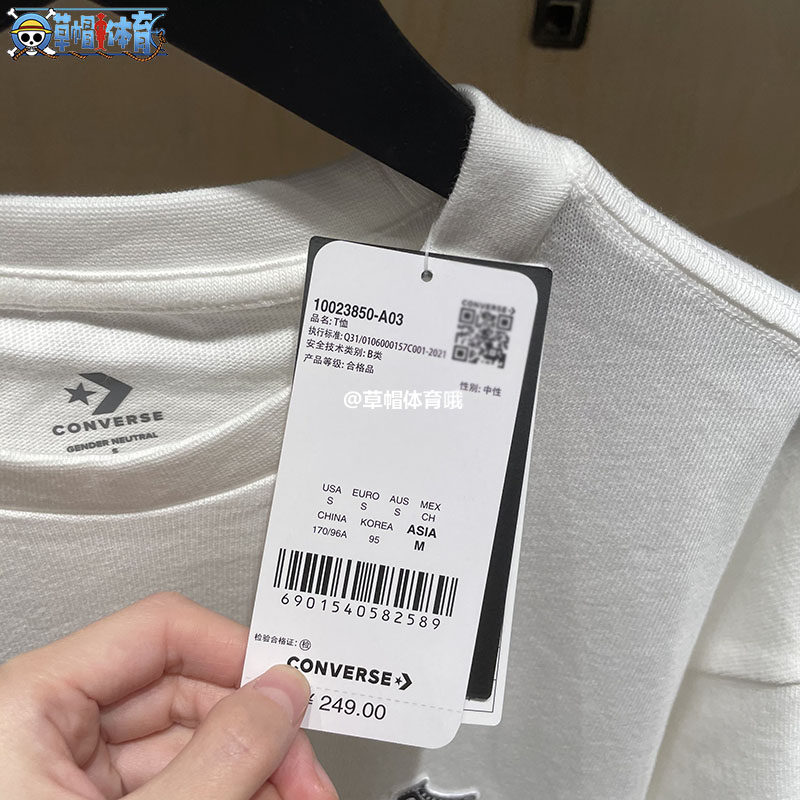 草帽体育
10023850-A03
品名: T恤
执行标准: Q31/0106000157C001-2021
安全技术类别: B类
产品等级: 合格品
CONVERSE
性别: 中性
@草帽体育哦
CONVERSE
GENDER NEUTRAL
S
USA EURO AUS MEX
S S S CH
CHINA KOREA ASIA
170/96A 95 M
6901540582589
检验合格证: 检
CONVERSE
¥ 249.00